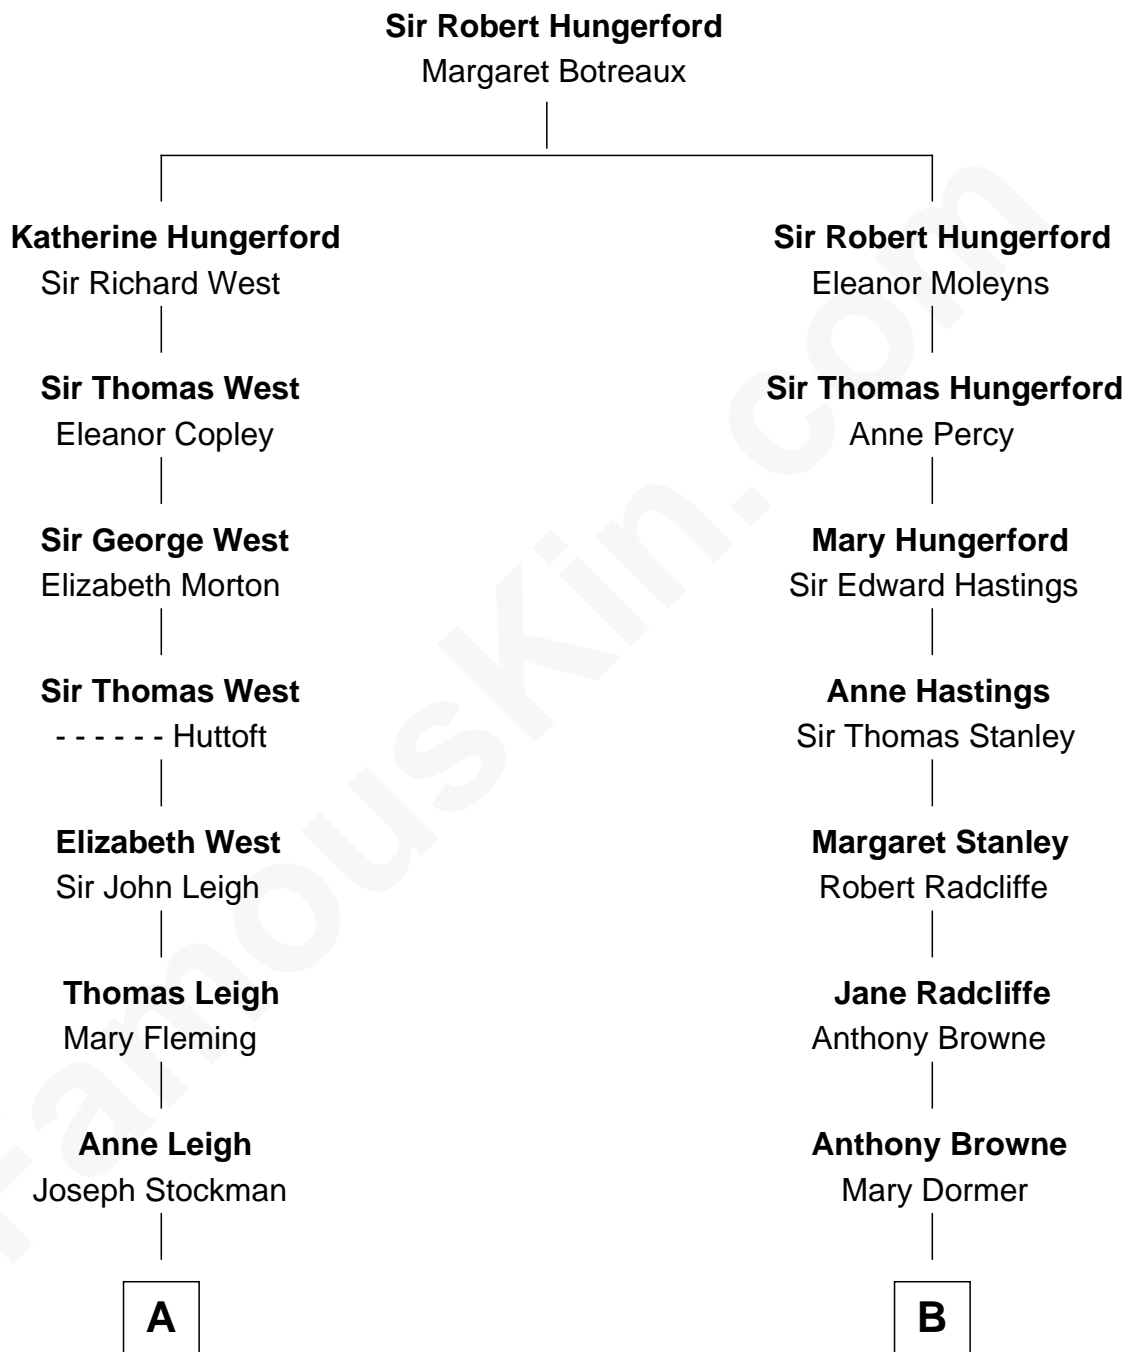 Sir Robert Hungerford
Margaret Botreaux
Katherine Hungerford
Sir Richard West
Sir Thomas West
Eleanor Copley
Sir George West
Elizabeth Morton
Sir Thomas West
- - - - - - Huttoft
Elizabeth West
Sir John Leigh
Thomas Leigh
Mary Fleming
Anne Leigh
Joseph Stockman
A
Sir Robert Hungerford
Eleanor Moleyns
Sir Thomas Hungerford
Anne Percy
Mary Hungerford
Sir Edward Hastings
Anne Hastings
Sir Thomas Stanley
Margaret Stanley
Robert Radcliffe
Jane Radcliffe
Anthony Browne
Anthony Browne
Mary Dormer
B
FamousKin.com